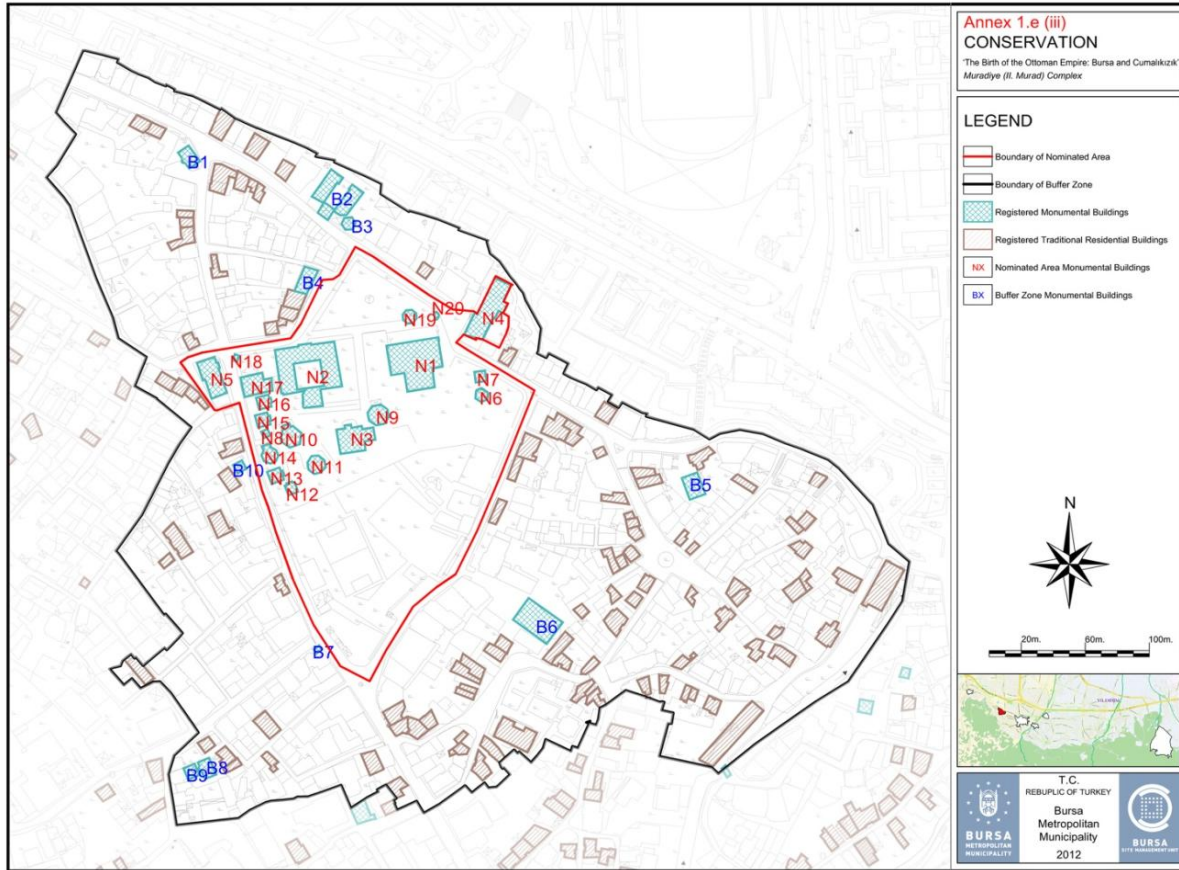 Annex 1.e (iii)
CONSERVATION
'The Birth of the Ottoman Empire: Bursa and Cumalıkızık'
Muradiye (II. Murad) Complex
LEGEND
Boundary of Nominated Area
Boundary of Buffer Zone
Registered Monumental Buildings
Registered Traditional Residential Buildings
NX Nominated Area Monumental Buildings
BX Buffer Zone Monumental Buildings
B1
B2
B3
B4
N20
N19
N4
N18
N1
N5
N2
N7
N17
N6
N16
N9
N15
N8
N10
N3
N14
N11
B10
N13
N12
B5
B6
B7
B8
B9
N
20m. 60m. 100m.
T.C.
REBUPLIC OF TURKEY
Bursa
Metropolitan
Municipality
2012
BURSA
METROPOLITAN
MUNICIPALITY
BURSA
SITE MANAGEMENT UNIT